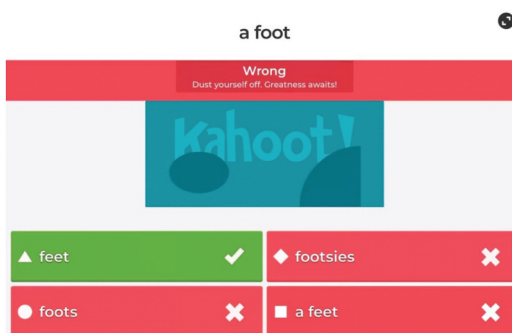 a foot
Wrong
Dust yourself off. Greatness awaits!
Kahoot!
feet
footsies
foots
a feet